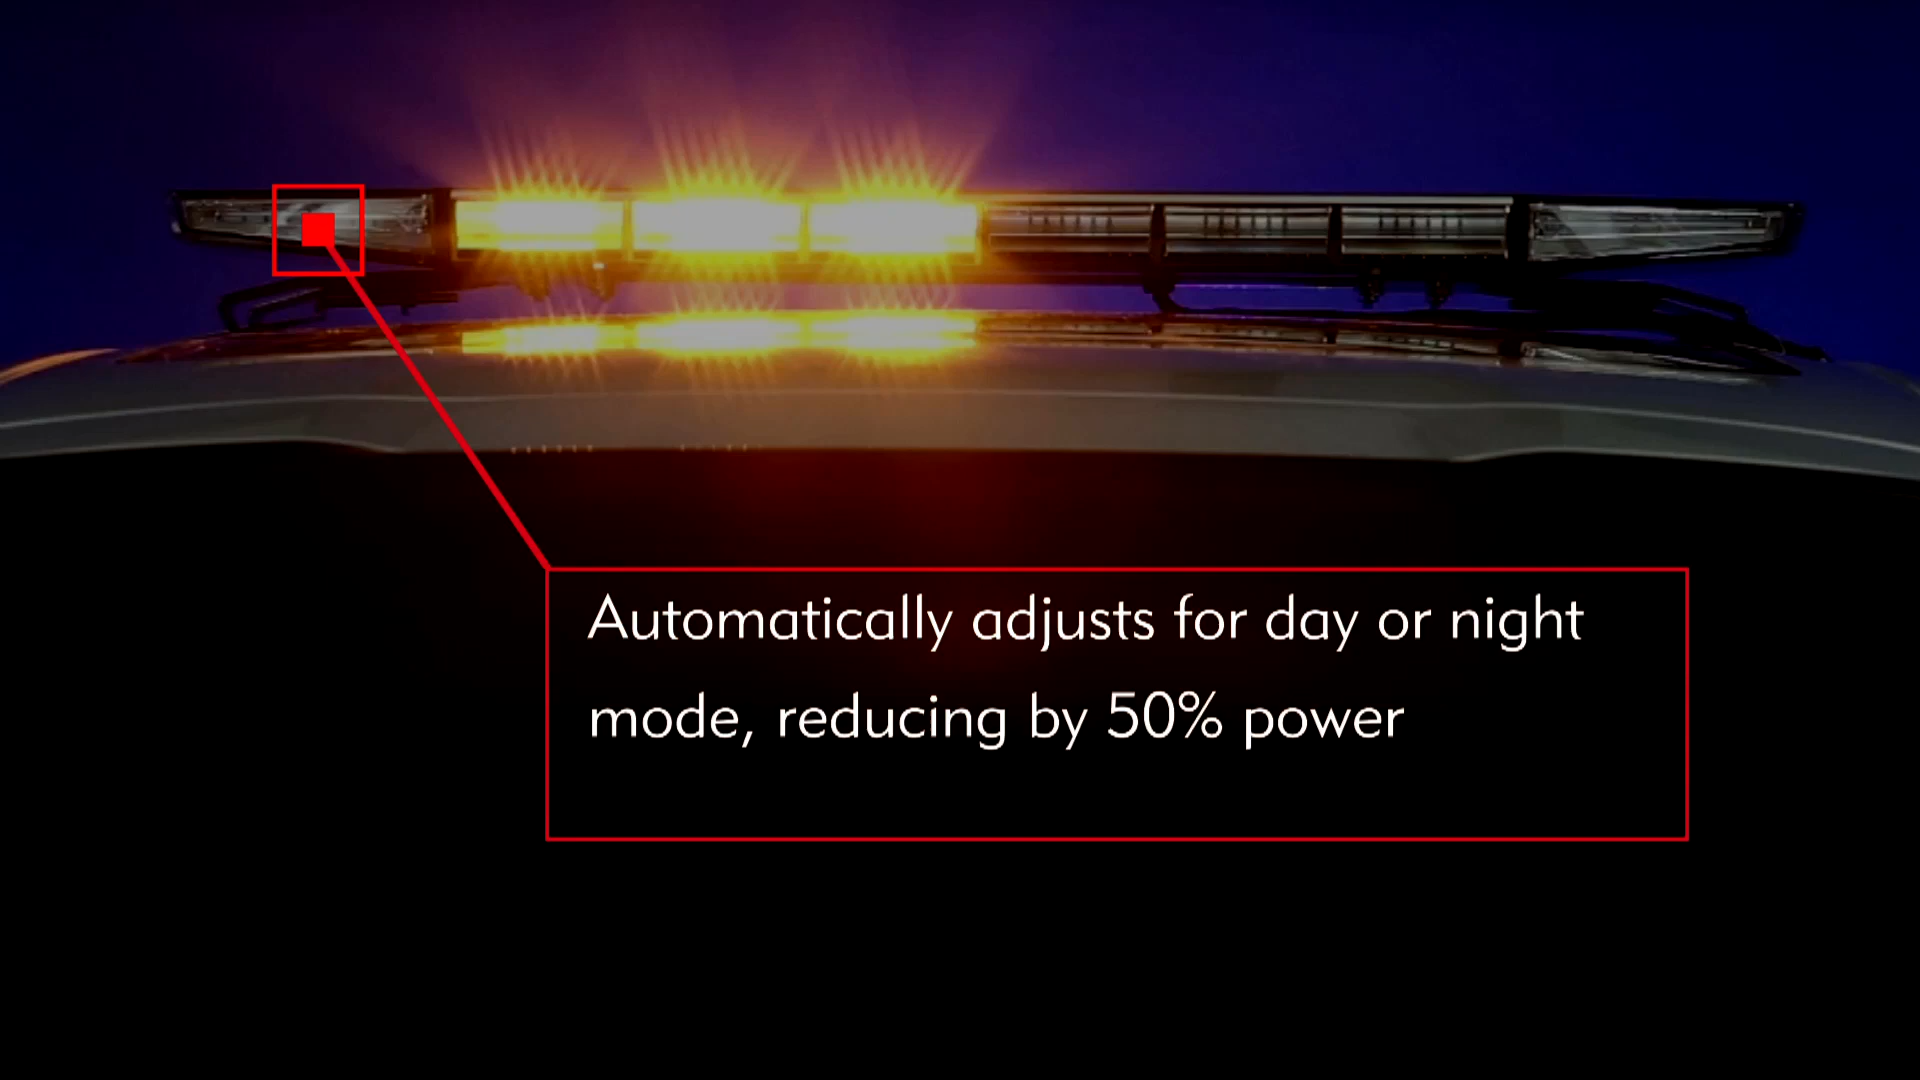 Automatically adjusts for day or night
mode, reducing by 50% power